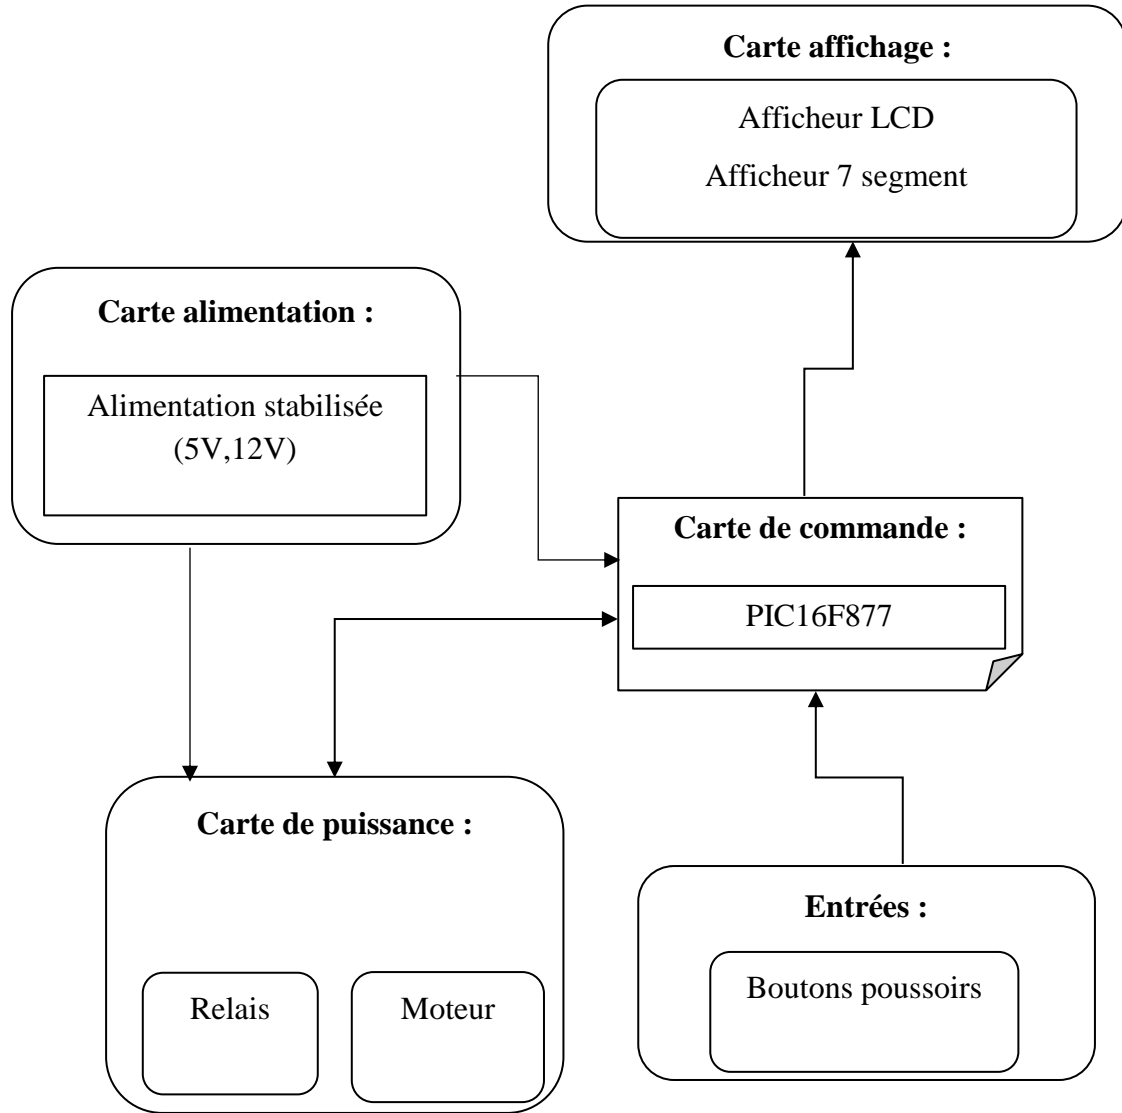 Carte affichage :
Afficheur LCD
Afficheur 7 segment
Carte alimentation :
Alimentation stabilisée
(5V,12V)
Carte de commande :
PIC16F877
Carte de puissance :
Relais
Moteur
Entrées :
Boutons poussoirs